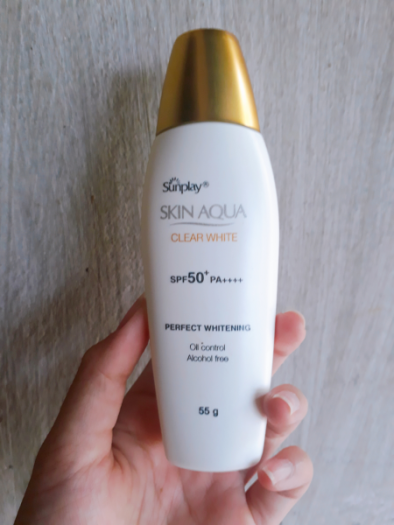 Sunplay®
SKIN AQUA
CLEAR WHITE
SPF50+ PA++++
PERFECT WHITENING
Oil control
Alcohol free
55 g